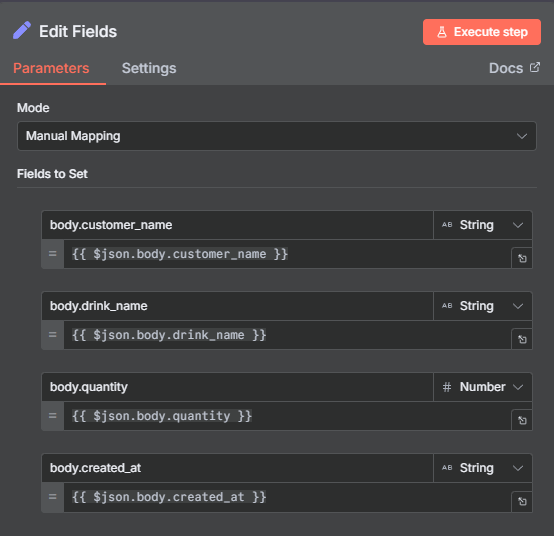 Edit Fields
Execute step
Parameters
Settings
Docs
Mode
Manual Mapping
Fields to Set
body.customer_name
AB String
= {{ $json.body.customer_name }}
body.drink_name
AB String
= {{ $json.body.drink_name }}
body.quantity
# Number
= {{ $json.body.quantity }}
body.created_at
AB String
= {{ $json.body.created_at }}